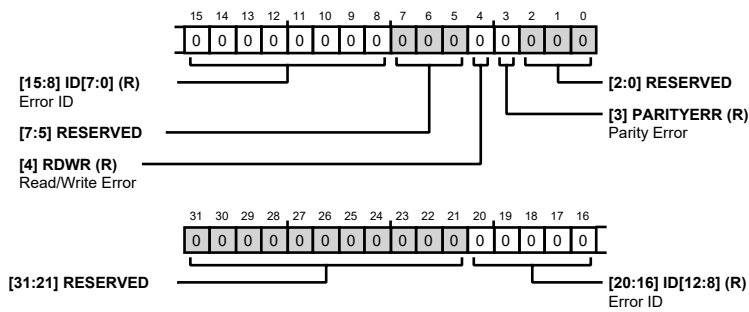 15 14 13 12 11 10 9 8 7 6 5 4 3 2 1 0
0 0 0 0 0 0 0 0 0 0 0 0 0 0 0 0
[15:8] ID[7:0] (R)
Error ID
[2:0] RESERVED
[7:5] RESERVED
[3] PARITYERR (R)
Parity Error
[4] RDWR (R)
Read/Write Error
31 30 29 28 27 26 25 24 23 22 21 20 19 18 17 16
0 0 0 0 0 0 0 0 0 0 0 0 0 0 0 0
[31:21] RESERVED
[20:16] ID[12:8] (R)
Error ID